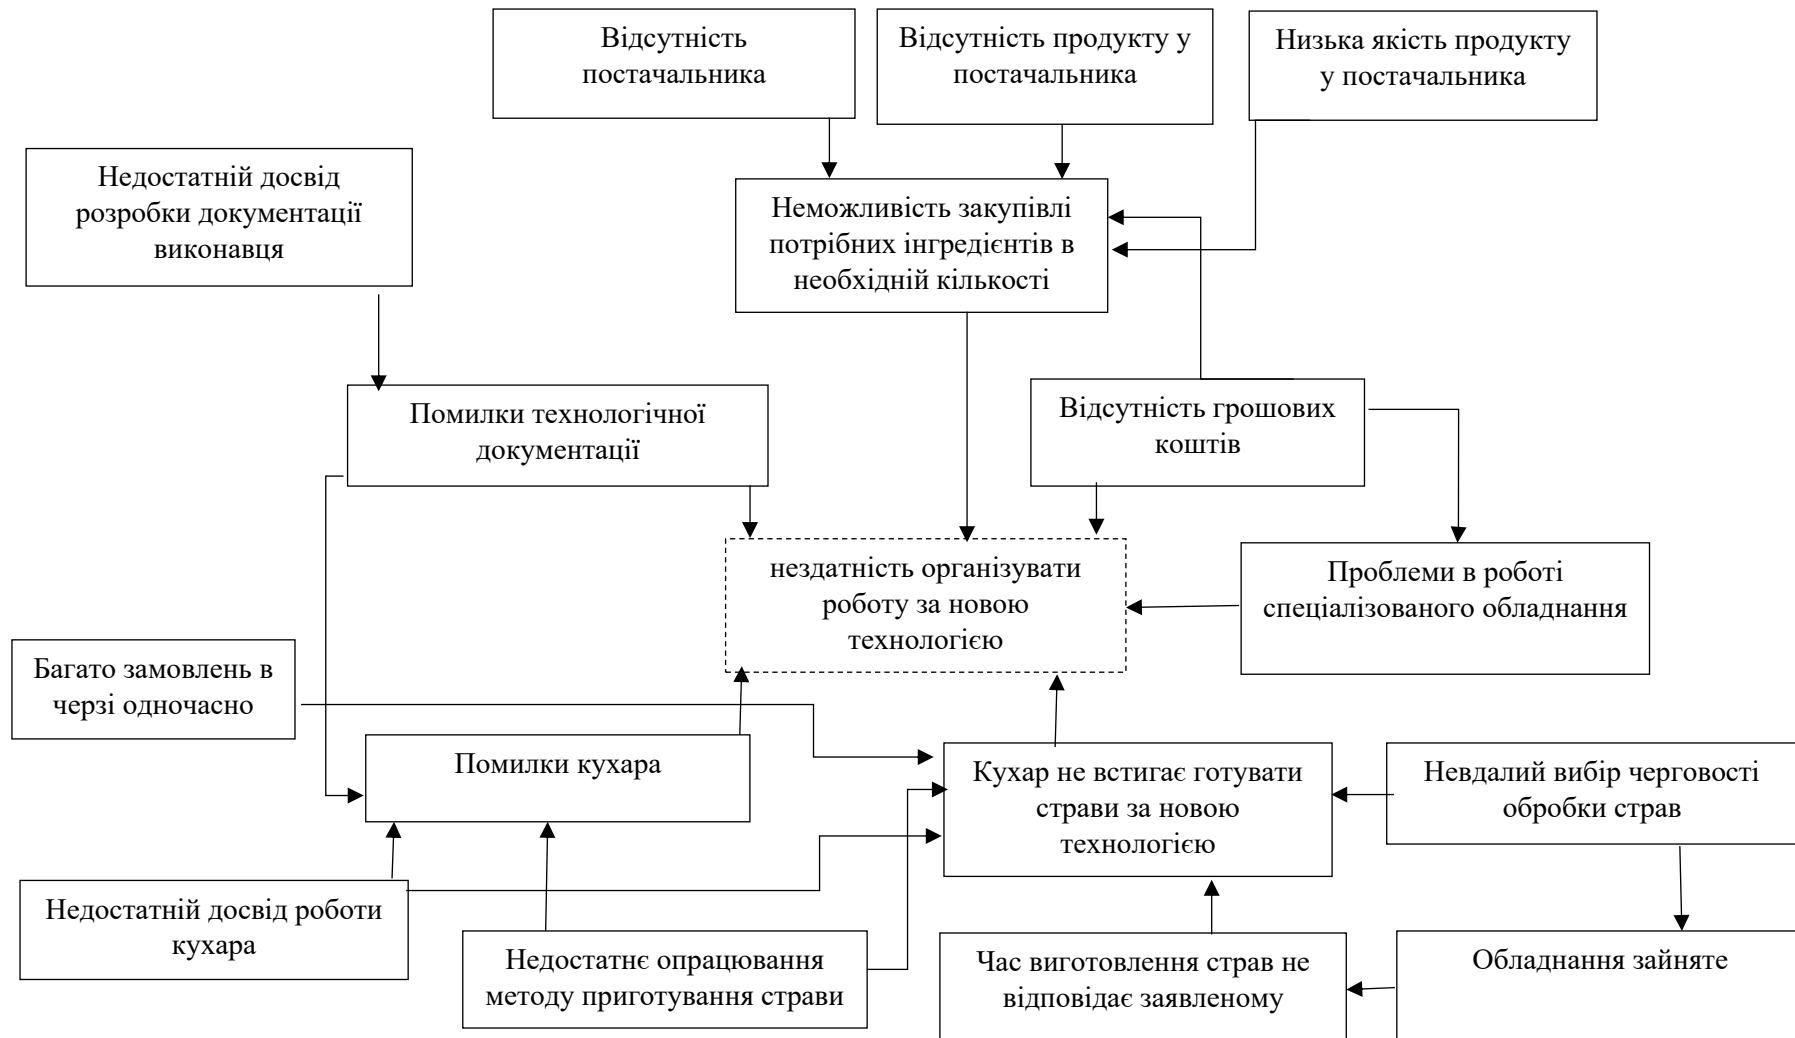 Відсутність
постачальника
Відсутність продукту у
постачальника
Низька якість продукту
у постачальника
Недостатній досвід
розробки документації
виконавця
Неможливість закупівлі
потрібних інгредієнтів в
необхідній кількості
Помилки технологічної
документації
Відсутність грошових
коштів
нездатність організувати
роботу за новою
технологією
Проблеми в роботі
спеціалізованого обладнання
Багато замовлень в
черзі одночасно
Помилки кухара
Кухар не встигає готувати
страви за новою
технологією
Невдалий вибір черговості
обробки страв
Недостатній досвід роботи
кухара
Недостатнє опрацювання
методу приготування страви
Час виготовлення страв не
відповідає заявленому
Обладнання зайняте